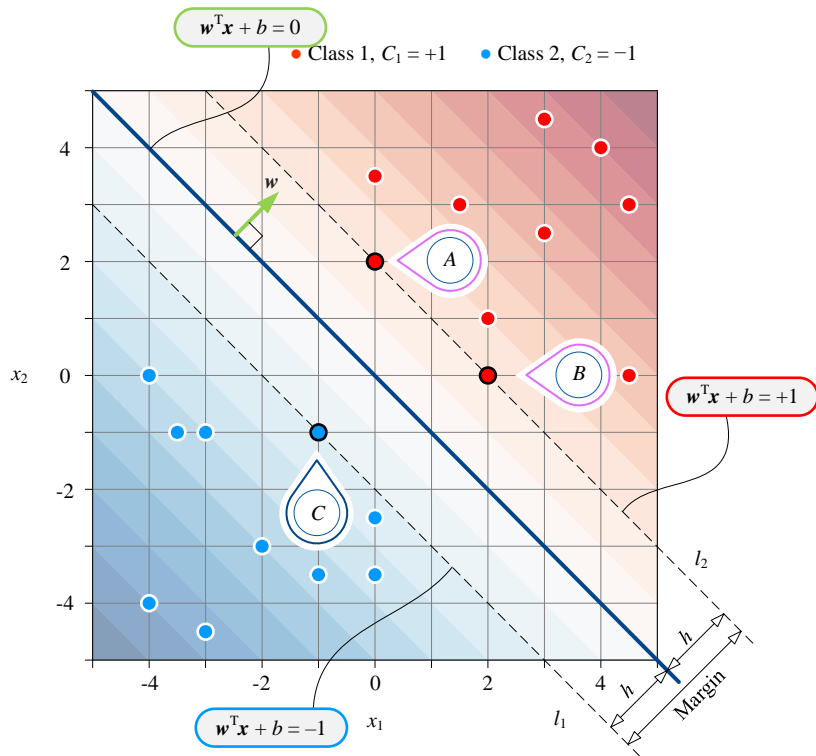 wᵀx + b = 0
Class 1, C₁ = +1
Class 2, C₂ = −1
4
w
2
A
x₂
0
B
wᵀx + b = +1
-2
C
-4
l₂
h
h
Margin
-4
-2
0
2
4
wᵀx + b = −1
x₁
l₁